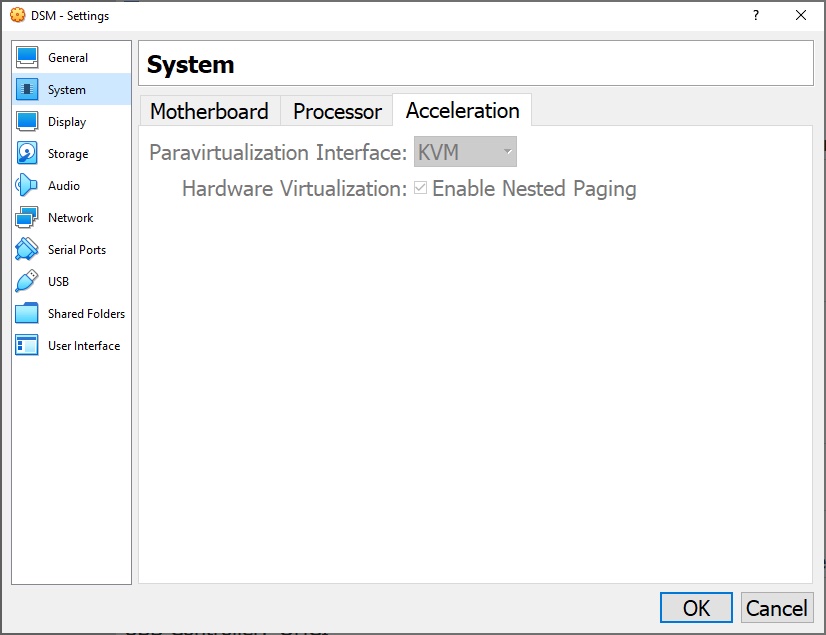 DSM - Settings
?
General
System
Display
Storage
Audio
Network
Serial Ports
USB
Shared Folders
User Interface
System
Motherboard Processor Acceleration
Paravirtualization Interface: KVM
Hardware Virtualization: Enable Nested Paging
OK Cancel